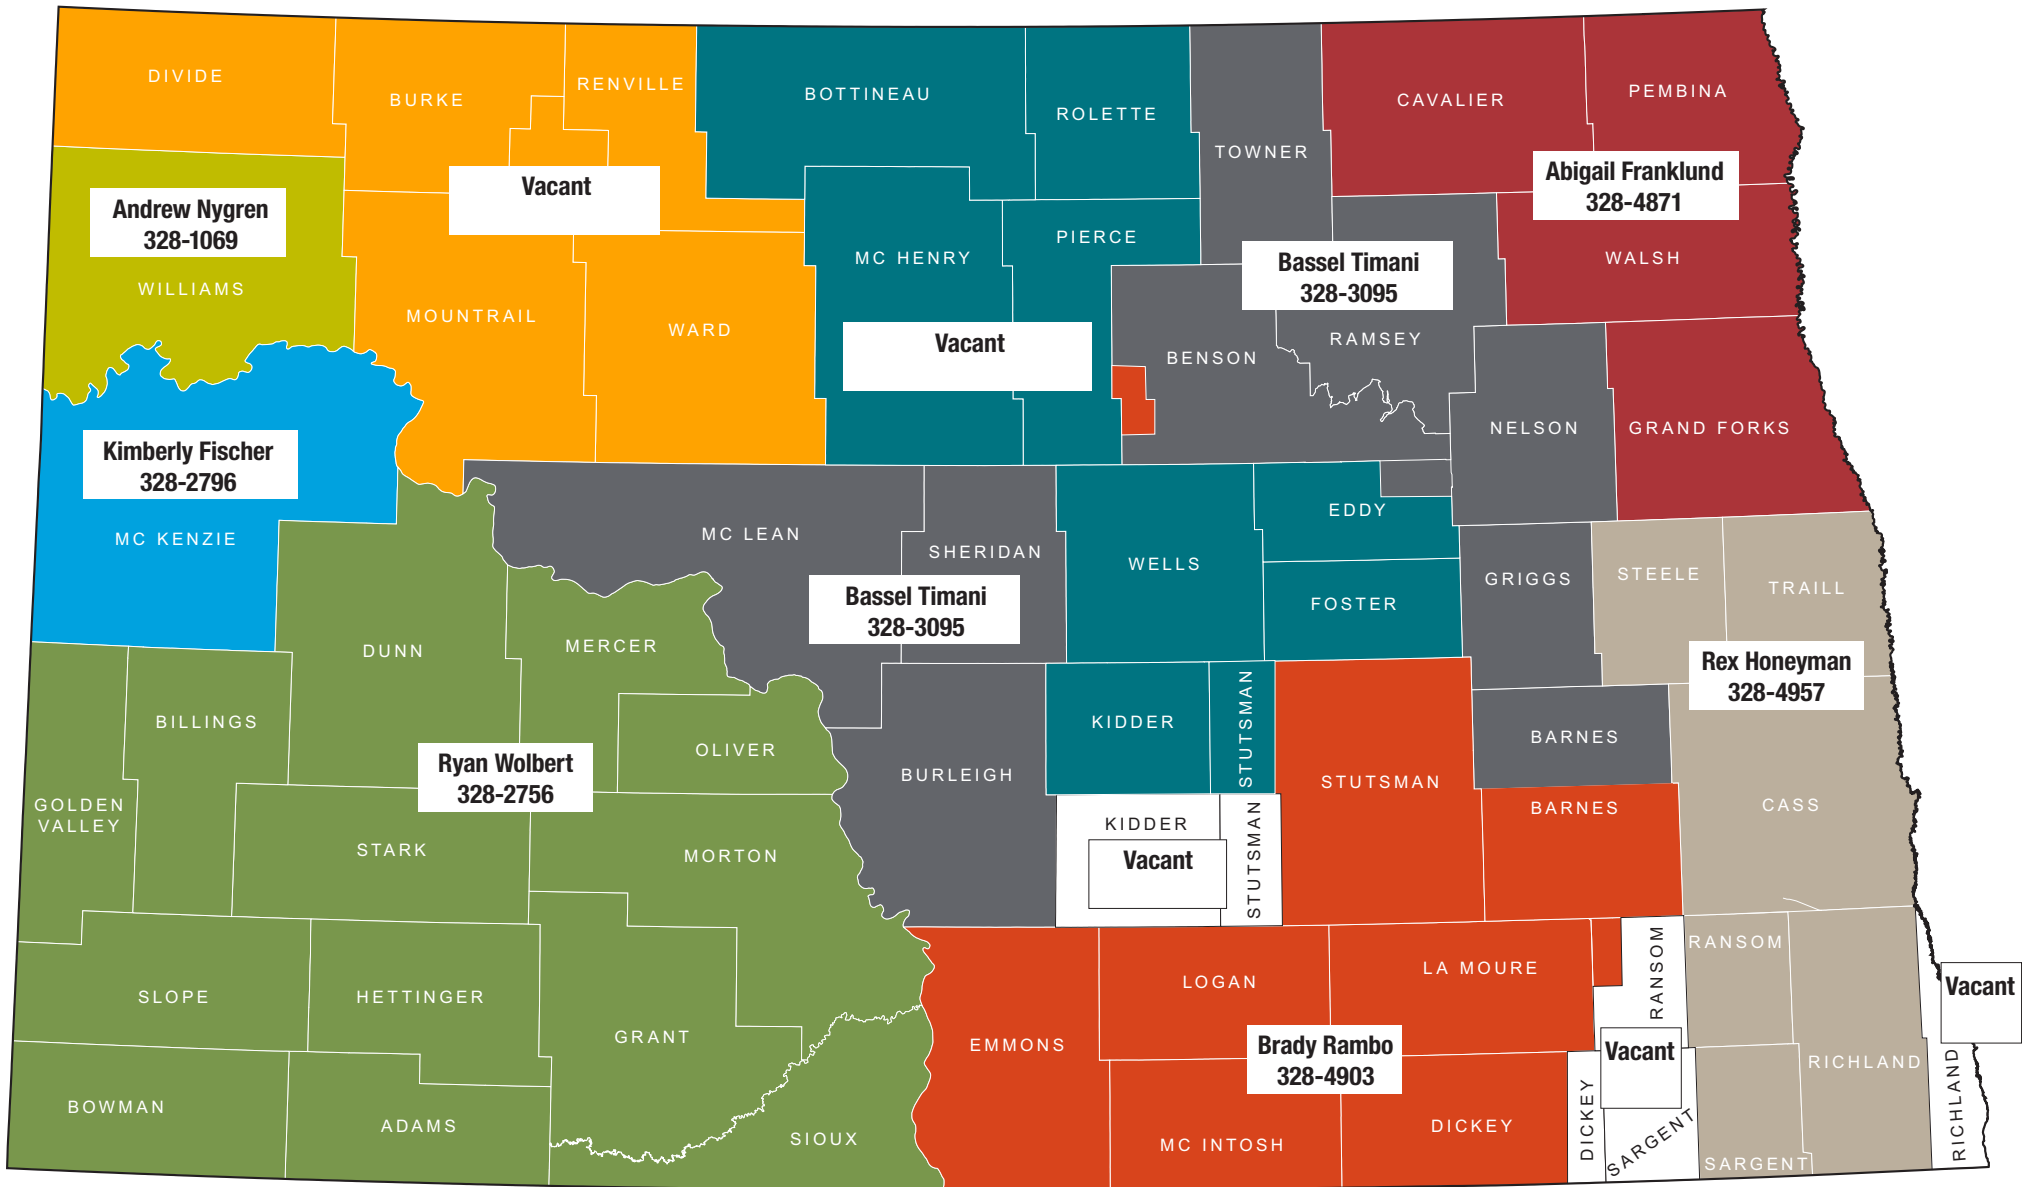 DIVIDE
BURKE
RENVILLE
BOTTINEAU
ROLETTE
TOWNER
CAVALIER
PEMBINA
Vacant
Abigail Franklund
328-4871
Andrew Nygren
328-1069
WILLIAMS
MOUNTRAIL
WARD
MC HENRY
PIERCE
Vacant
Bassel Timani
328-3095
BENSON
RAMSEY
WALSH
NELSON
GRAND FORKS
Kimberly Fischer
328-2796
MC KENZIE
MC LEAN
SHERIDAN
WELLS
EDDY
FOSTER
GRIGGS
STEELE
TRAILL
Bassel Timani
328-3095
DUNN
MERCER
Rex Honeyman
328-4957
BILLINGS
OLIVER
BURLEIGH
KIDDER
STUTSMAN
STUTSMAN
BARNES
BARNES
CASS
Ryan Wolbert
328-2756
GOLDEN
VALLEY
STARK
MORTON
KIDDER
Vacant
STUTSMAN
SLOPE
HETTINGER
GRANT
EMMONS
LOGAN
LA MOURE
RANSOM
RANSOM
Vacant
Brady Rambo
328-4903
Vacant
RICHLAND
RICHLAND
BOWMAN
ADAMS
SIOUX
MC INTOSH
DICKEY
DICKEY
SARGENT
SARGENT